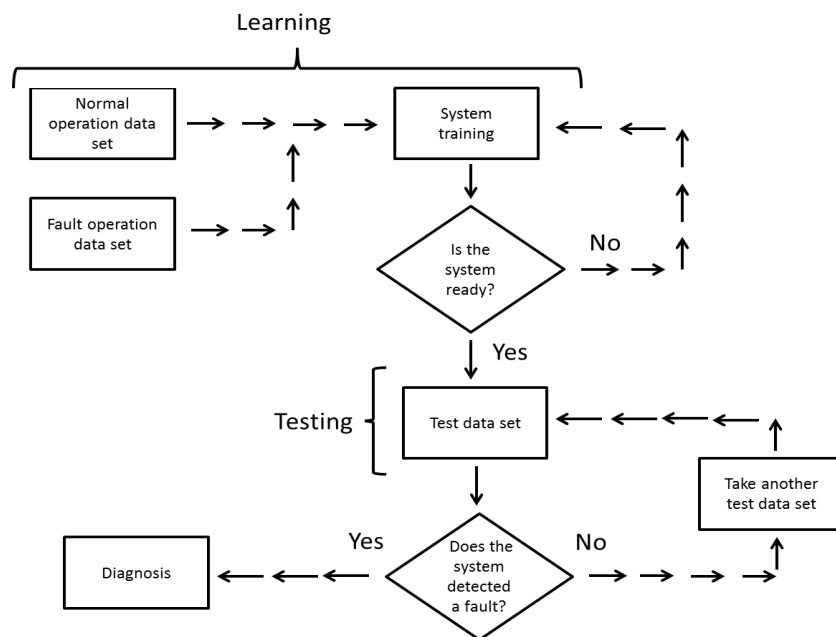 Learning
Normal
operation data
set
System
training
Fault operation
data set
Is the
system
ready?
No
Yes
Testing
Test data set
Take another
test data set
Yes
Does the
system
detected
a fault?
No
Diagnosis